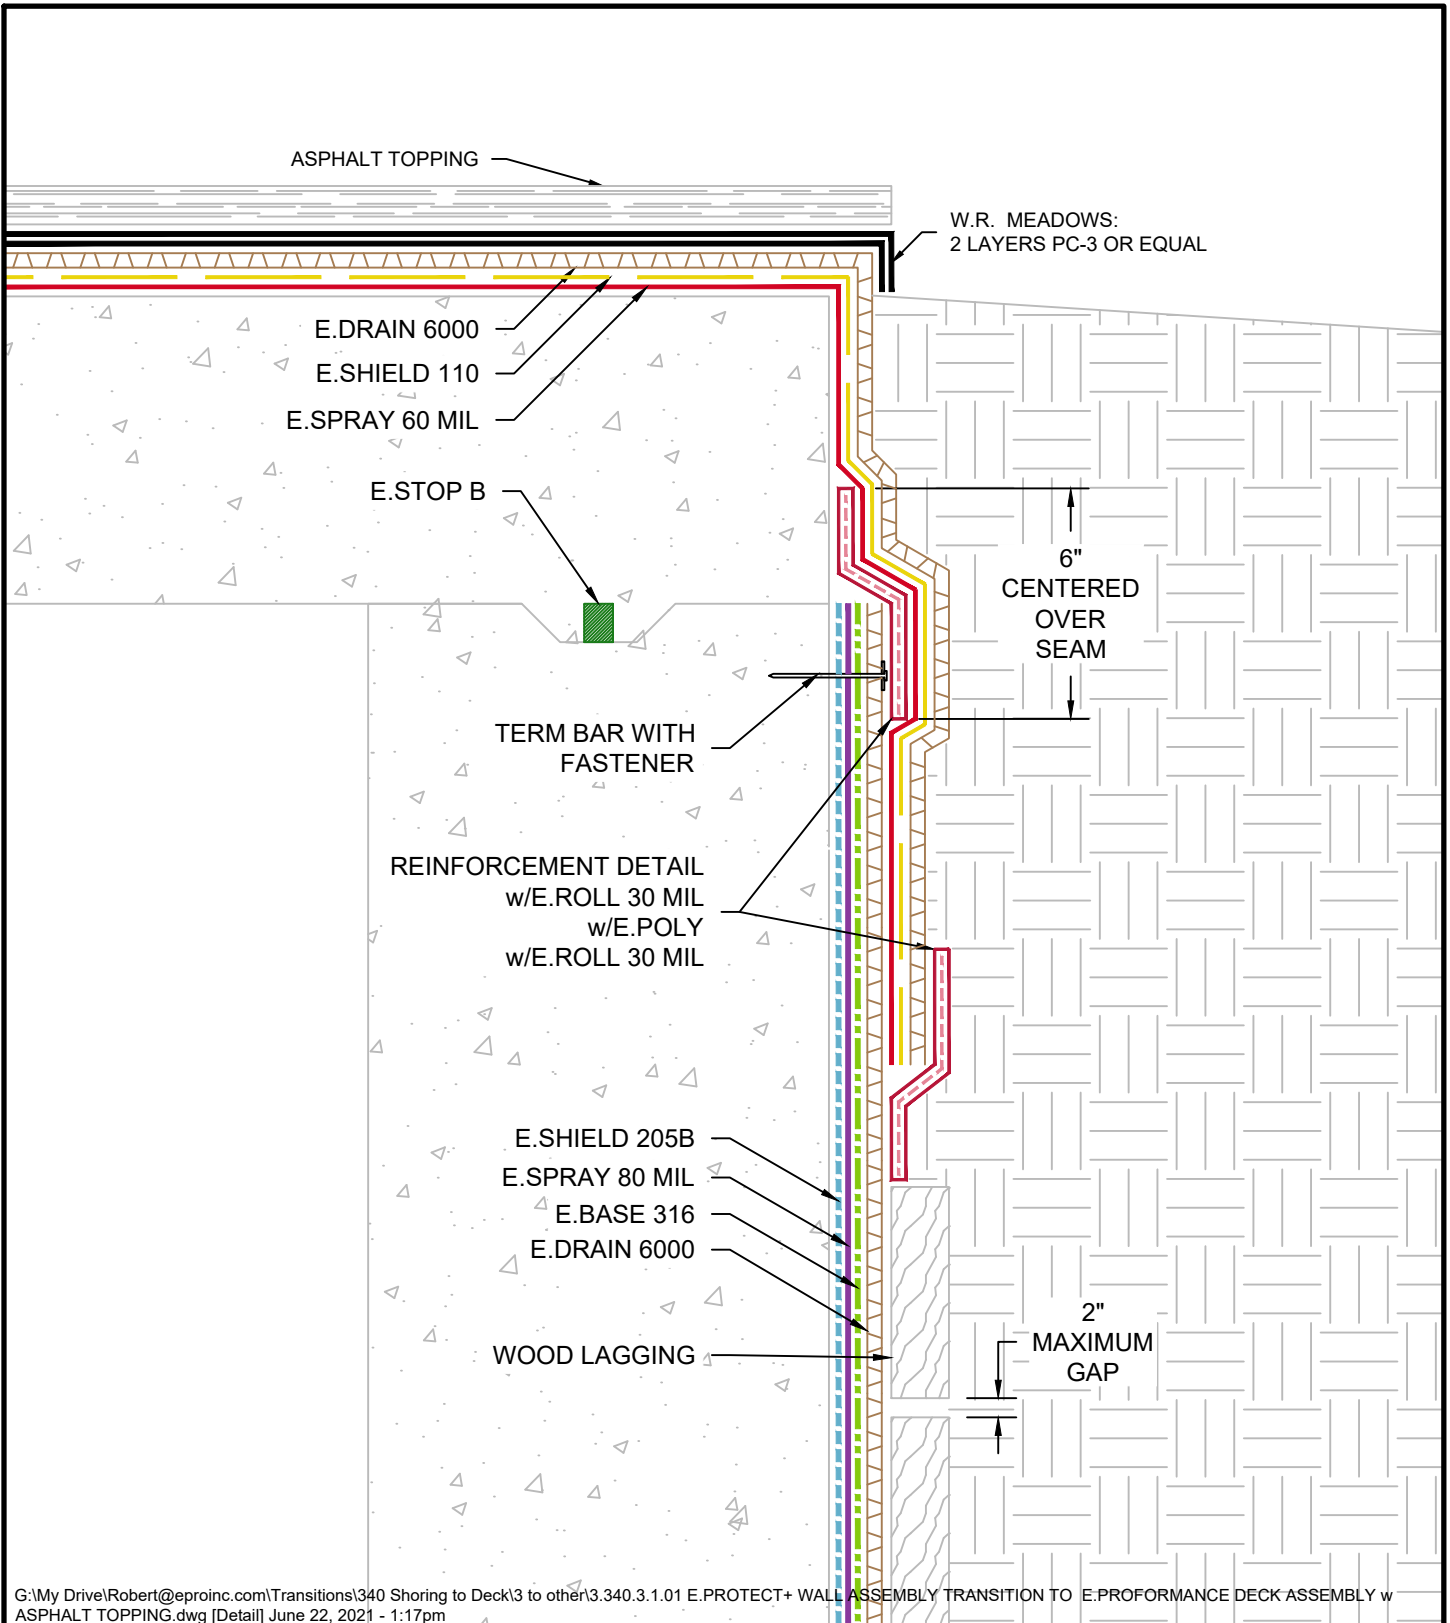 ASPHALT TOPPING
W.R. MEADOWS:
2 LAYERS PC-3 OR EQUAL
E.DRAIN 6000
E.SHIELD 110
E.SPRAY 60 MIL
E.STOP B
6"
CENTERED
OVER
SEAM
TERM BAR WITH
FASTENER
REINFORCEMENT DETAIL
w/E.ROLL 30 MIL
w/E.POLY
w/E.ROLL 30 MIL
E.SHIELD 205B
E.SPRAY 80 MIL
E.BASE 316
E.DRAIN 6000
WOOD LAGGING
2"
MAXIMUM
GAP
G:\My Drive\Robert@eproinc.com\Transitions\340 Shoring to Deck\3 to other\3.340.3.1.01 E.PROTECT+ WALL ASSEMBLY TRANSITION TO E.PROFORMANCE DECK ASSEMBLY w
ASPHALT TOPPING.dwg [Detail] June 22, 2021 - 1:17pm